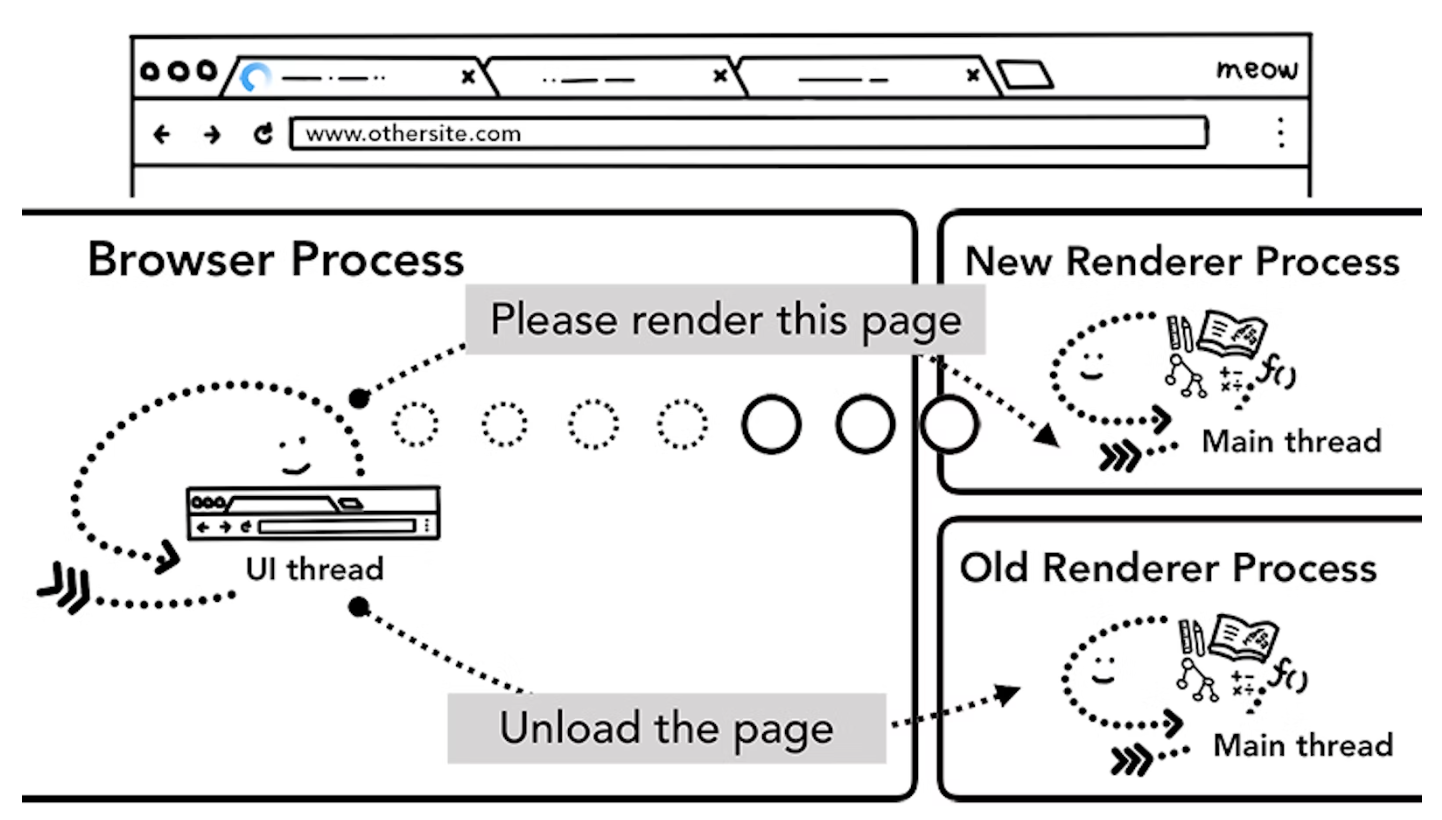 meow
www.othersite.com
Browser Process
New Renderer Process
Please render this page
f()
Main thread
UI thread
Old Renderer Process
f()
Unload the page
Main thread